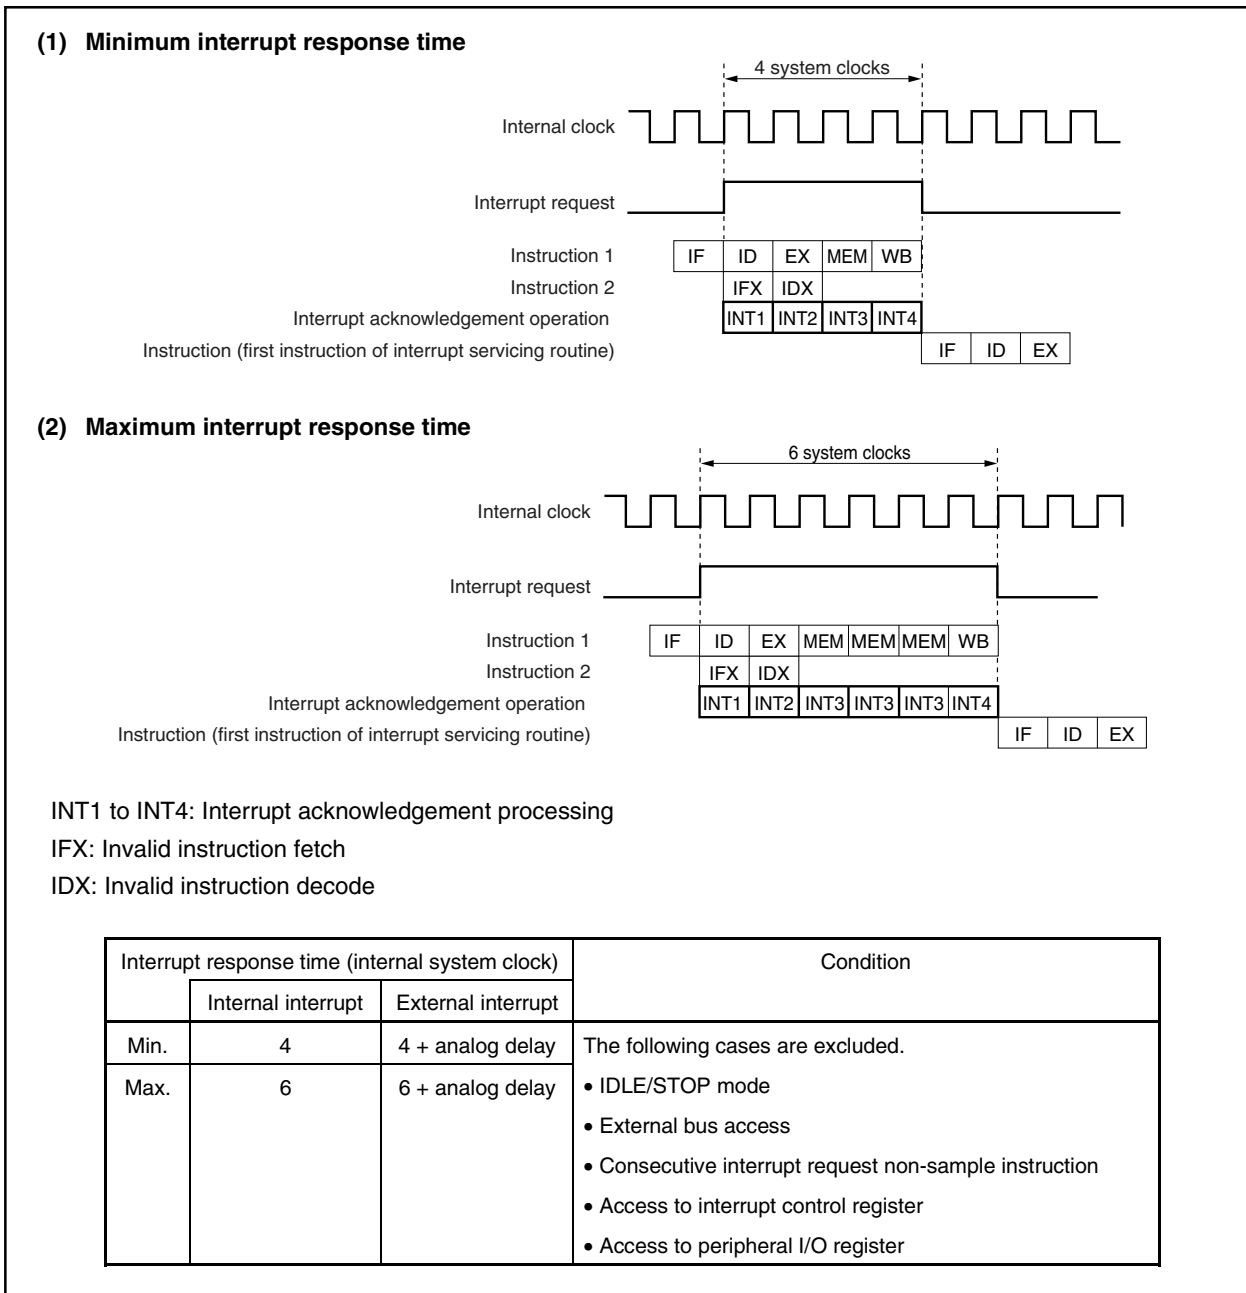 (1) Minimum interrupt response time
4 system clocks
Internal clock
Interrupt request
Instruction 1 IF ID EX MEM WB
Instruction 2 IFX IDX
Interrupt acknowledgement operation INT1 INT2 INT3 INT4
Instruction (first instruction of interrupt servicing routine) IF ID EX
(2) Maximum interrupt response time
6 system clocks
Internal clock
Interrupt request
Instruction 1 IF ID EX MEM MEM MEM WB
Instruction 2 IFX IDX
Interrupt acknowledgement operation INT1 INT2 INT3 INT3 INT3 INT4
Instruction (first instruction of interrupt servicing routine) IF ID EX
INT1 to INT4: Interrupt acknowledgement processing
IFX: Invalid instruction fetch
IDX: Invalid instruction decode
Interrupt response time (internal system clock) Condition
Internal interrupt External interrupt
Min. 4 4 + analog delay The following cases are excluded.
Max. 6 6 + analog delay • IDLE/STOP mode
• External bus access
• Consecutive interrupt request non-sample instruction
• Access to interrupt control register
• Access to peripheral I/O register